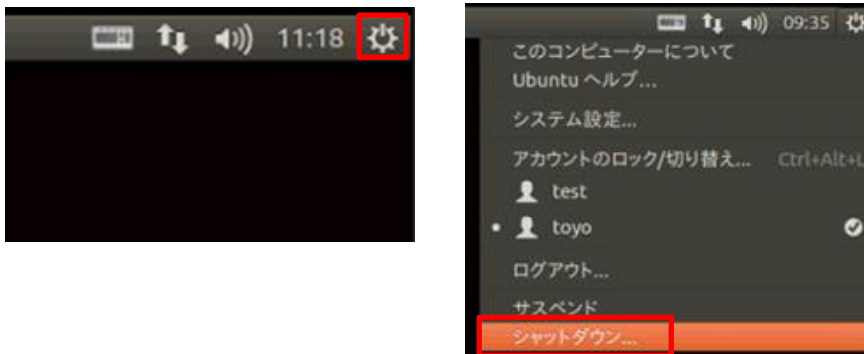 11:18
09:35
このコンピューターについて
Ubuntu ヘルプ...
システム設定...
アカウントのロック/切り替え... Ctrl+Alt+L
test
toyo
ログアウト...
サスペンド
シャットダウン...